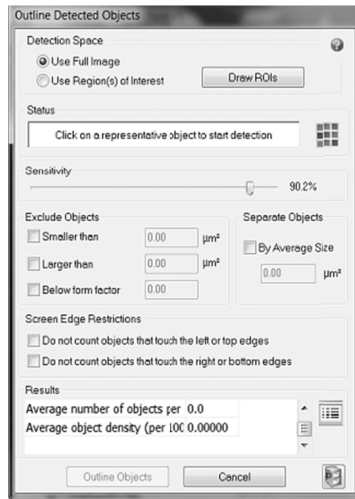 Outline Detected Objects
Detection Space
Use Full Image
Use Region(s) of Interest
Draw ROIs
Status
Click on a representative object to start detection
Sensitivity
90.2%
Exclude Objects
Separate Objects
Smaller than 0.00 µm²
By Average Size
Larger than 0.00 µm²
0.00 µm²
Below form factor 0.00
Screen Edge Restrictions
Do not count objects that touch the left or top edges
Do not count objects that touch the right or bottom edges
Results
Average number of objects per 0.0
Average object density (per 100 0.00000
Outline Objects
Cancel